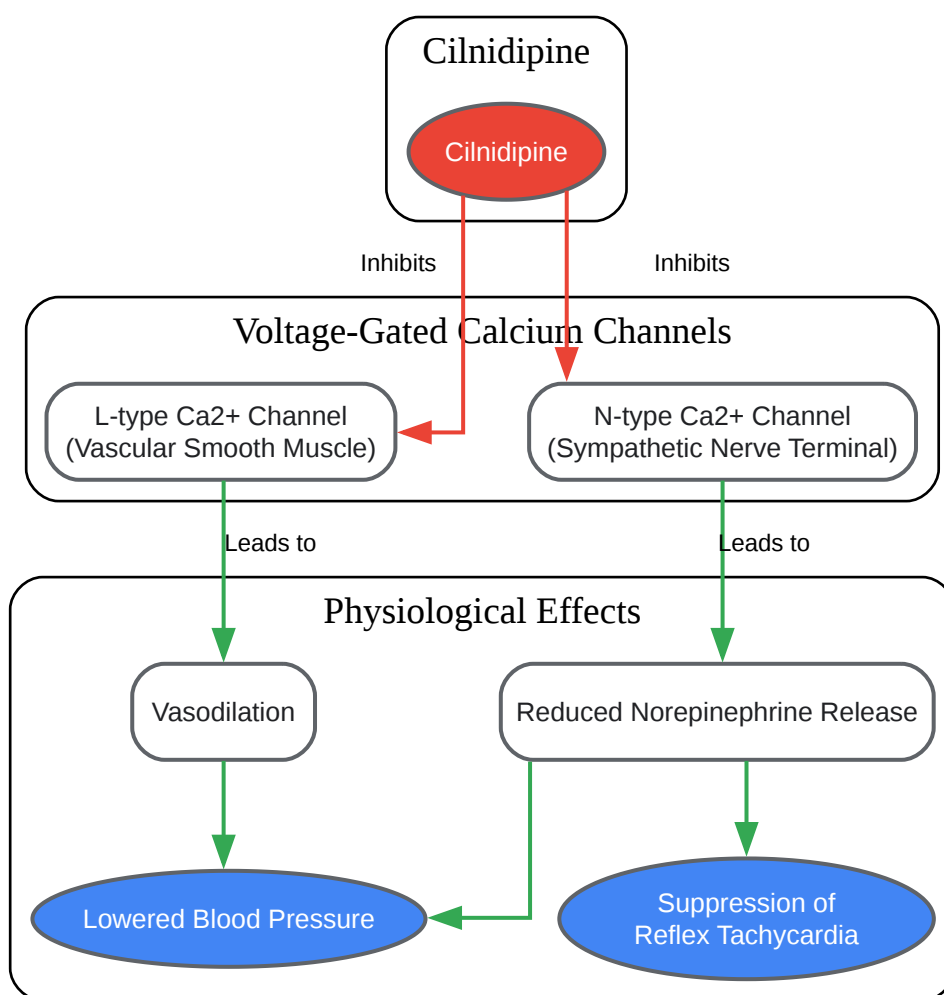 Cilnidipine
Cilnidipine
Inhibits
Inhibits
Voltage-Gated Calcium Channels
L-type Ca2+ Channel
(Vascular Smooth Muscle)
N-type Ca2+ Channel
(Sympathetic Nerve Terminal)
Leads to
Leads to
Physiological Effects
Vasodilation
Reduced Norepinephrine Release
Lowered Blood Pressure
Suppression of
Reflex Tachycardia